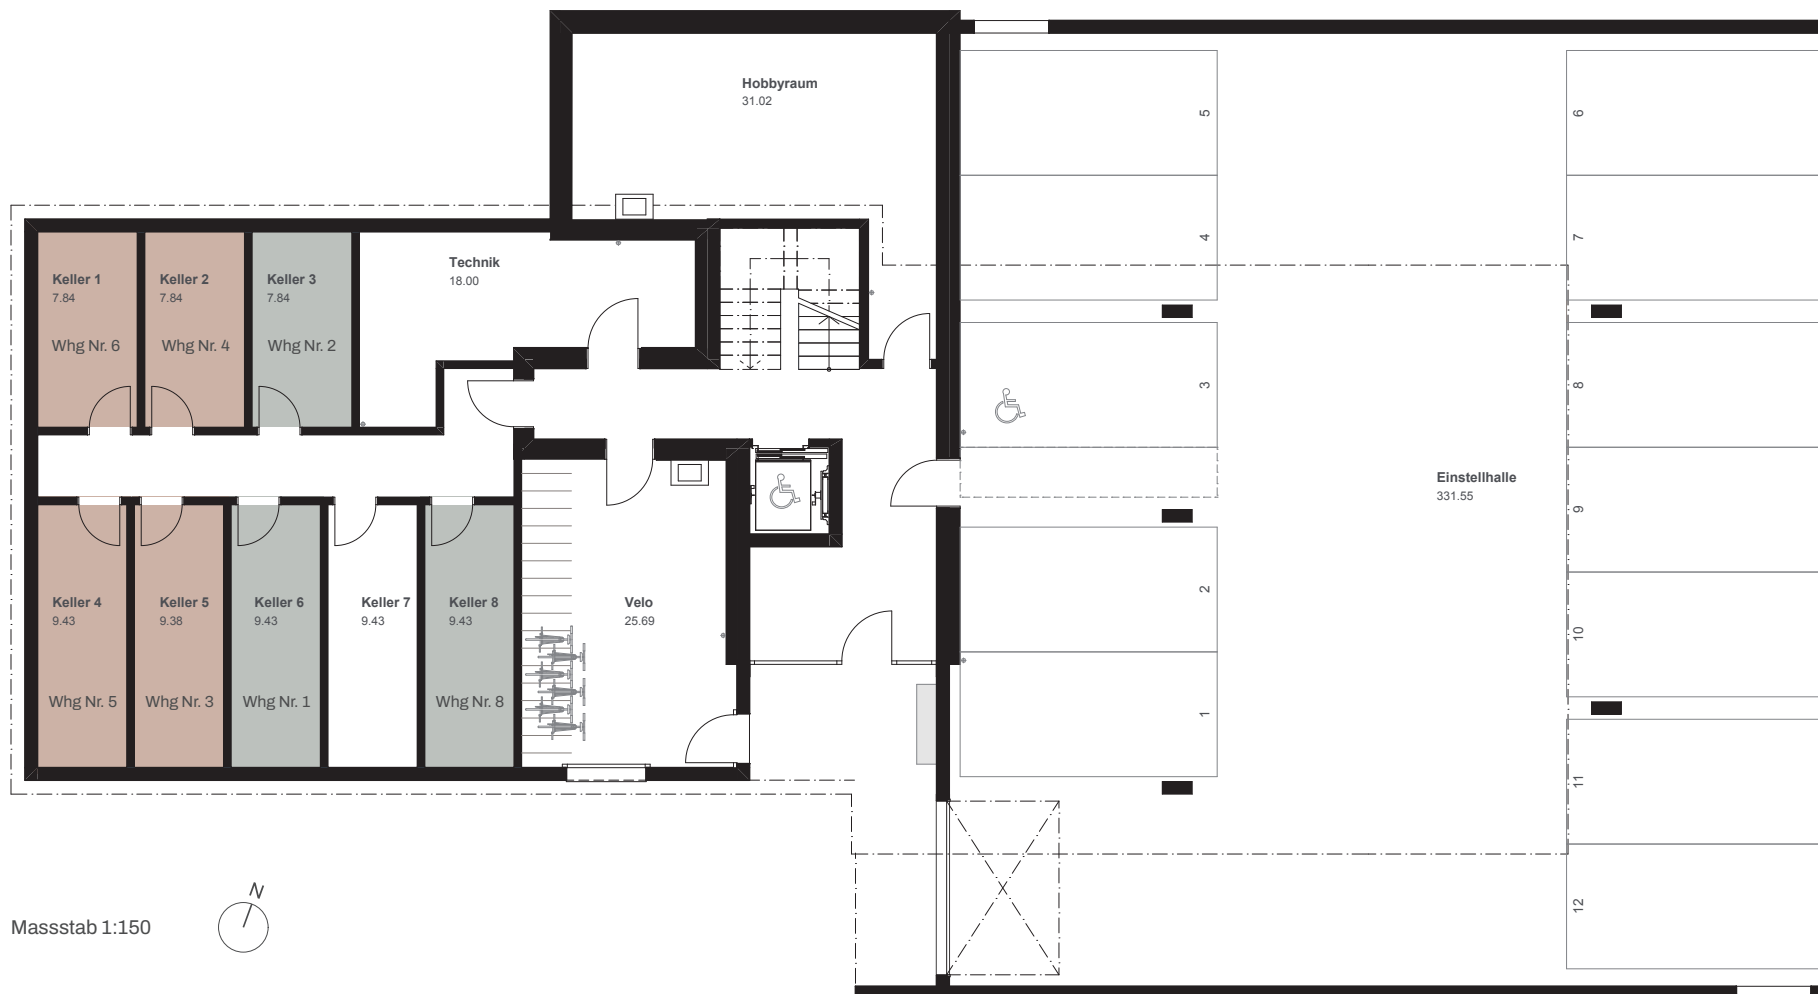 Hobbyraum
31.02
5
6
4
7
Technik
18.00
Keller 1
7.84
Whg Nr. 6
Keller 2
7.84
Whg Nr. 4
Keller 3
7.84
Whg Nr. 2
3
8
Einstellhalle
331.55
9
2
10
Keller 4
9.43
Whg Nr. 5
Keller 5
9.38
Whg Nr. 3
Keller 6
9.43
Whg Nr. 1
Keller 7
9.43
Keller 8
9.43
Whg Nr. 8
Velo
25.69
1
11
12
N
Massstab 1:150